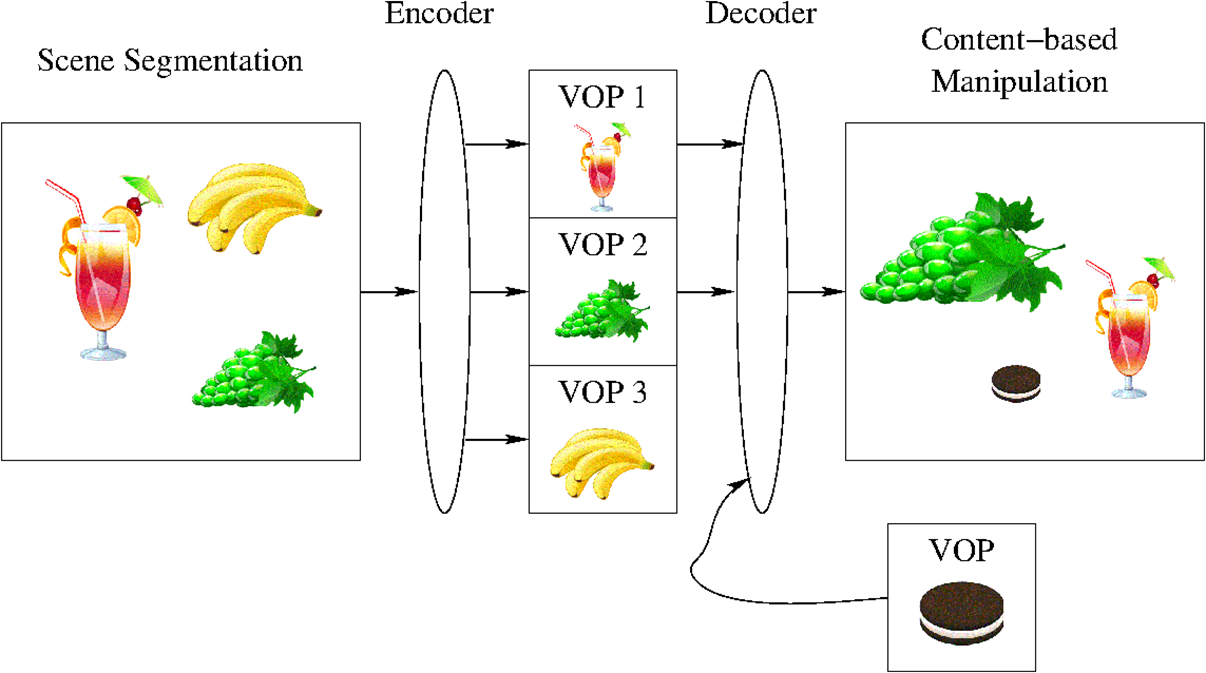 Encoder
Decoder
Scene Segmentation
Content−based
Manipulation
VOP 1
VOP 2
VOP 3
VOP